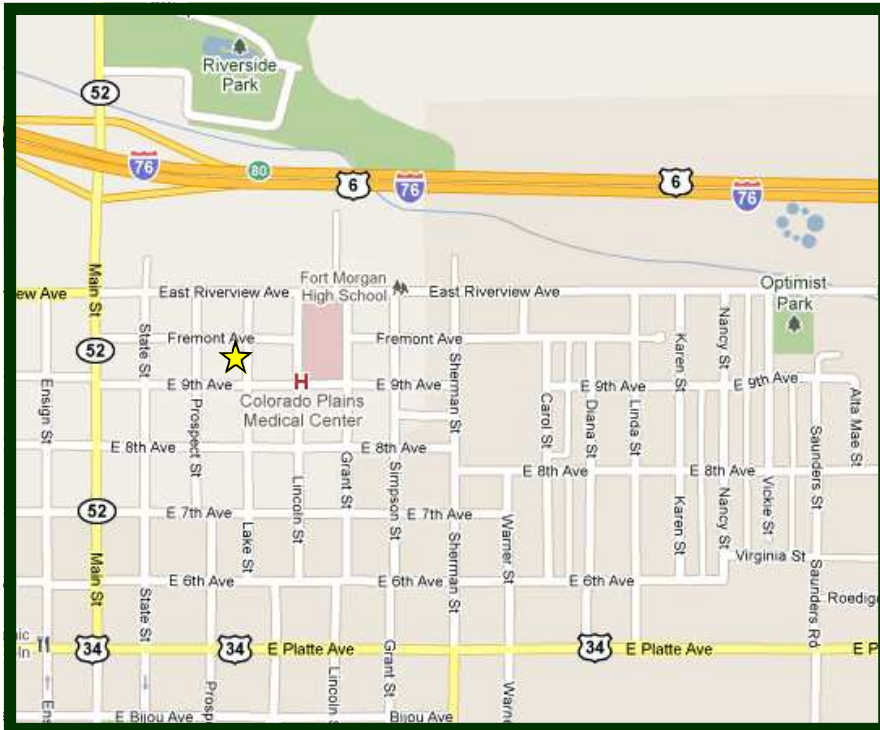 Riverside
Park
52
76
80
6
76
6
76
Main St
Fort Morgan
High School
Optimist
Park
ew Ave
East Riverview Ave
East Riverview Ave
State St
Fremont Ave
Fremont Ave
52
Sherman St
Karen St
Nancy St
Ensign St
E 9th Ave
H
E 9th Ave
E 9th Ave
E 9th Ave
Colorado Plains
Medical Center
Prospect St
Carol St
Diana St
Linda St
Alta Mae St
E 8th Ave
E 8th Ave
E 8th Ave
E 8th Ave
Saunders St
Grant St
Simpson St
Lincoln St
Karen St
Nancy St
Vickie St
52
E 7th Ave
E 7th Ave
Lake St
Warner St
Sherman St
Main St
Virginia St
E 6th Ave
E 6th Ave
E 6th Ave
State St
Saunders Rd
Roedige
nic
In
34
34
E Platte Ave
34
E Platte Ave
E P
Grant St
Lincoln
Prosp
Ens
Warne
E Bijou Ave
Bijou Ave